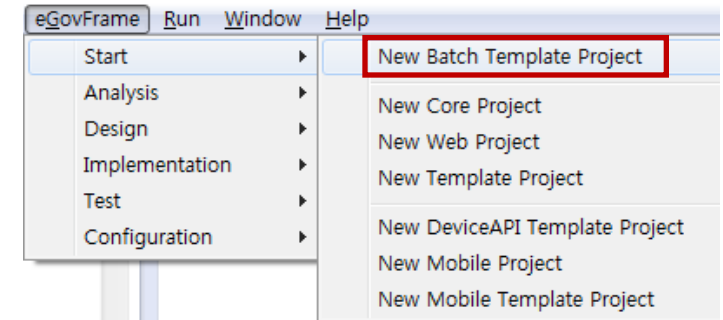 eGovFrame Run Window Help
Start
Analysis
Design
Implementation
Test
Configuration
New Batch Template Project
New Core Project
New Web Project
New Template Project
New DeviceAPI Template Project
New Mobile Project
New Mobile Template Project